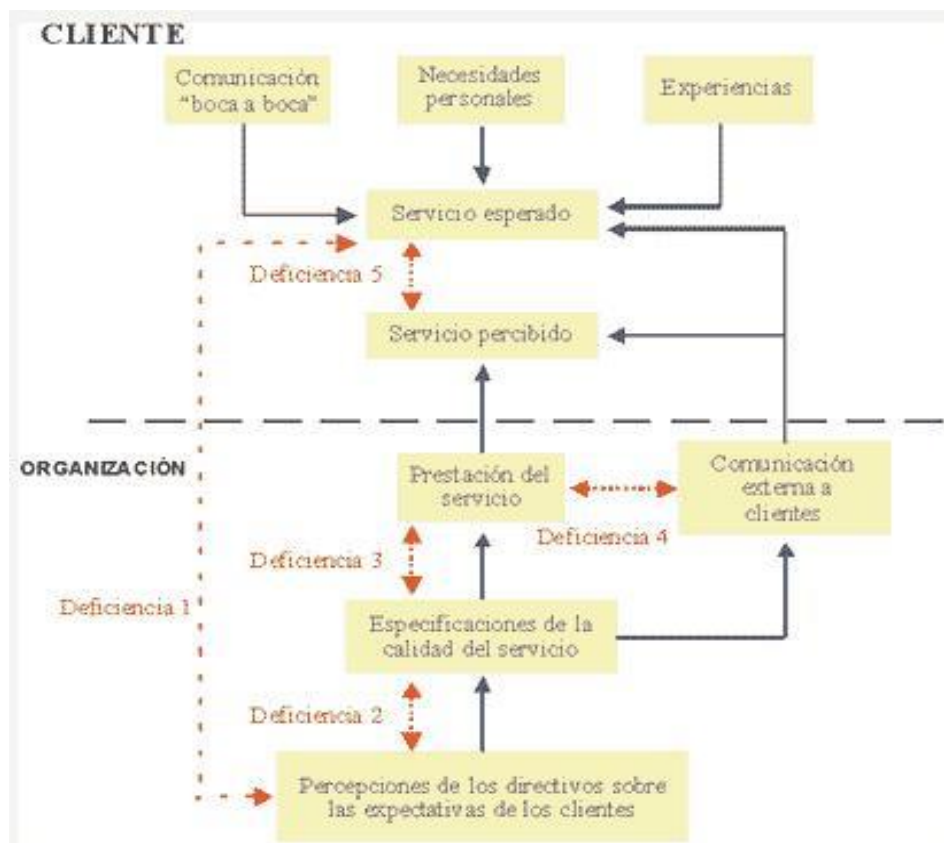 CLIENTE
Comunicación
“boca a boca”
Necesidades
personales
Experiencias
Servicio esperado
Deficiencia 5
Servicio percibido
ORGANIZACIÓN
Prestación del
servicio
Comunicación
externa a
clientes
Deficiencia 4
Deficiencia 3
Deficiencia 1
Especificaciones de la
calidad del servicio
Deficiencia 2
Percepciones de los directivos sobre
las expectativas de los clientes